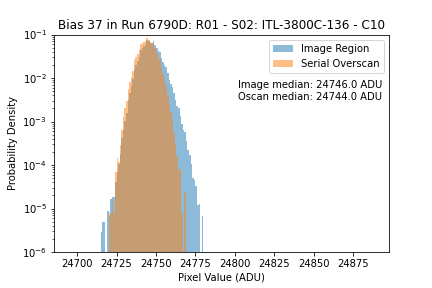 Bias 37 in Run 6790D: R01 - S02: ITL-3800C-136 - C10
Image Region
Serial Overscan
Image median: 24746.0 ADU
Oscan median: 24744.0 ADU
Probability Density
10⁻¹
10⁻²
10⁻³
10⁻⁴
10⁻⁵
10⁻⁶
24700 24725 24750 24775 24800 24825 24850 24875
Pixel Value (ADU)